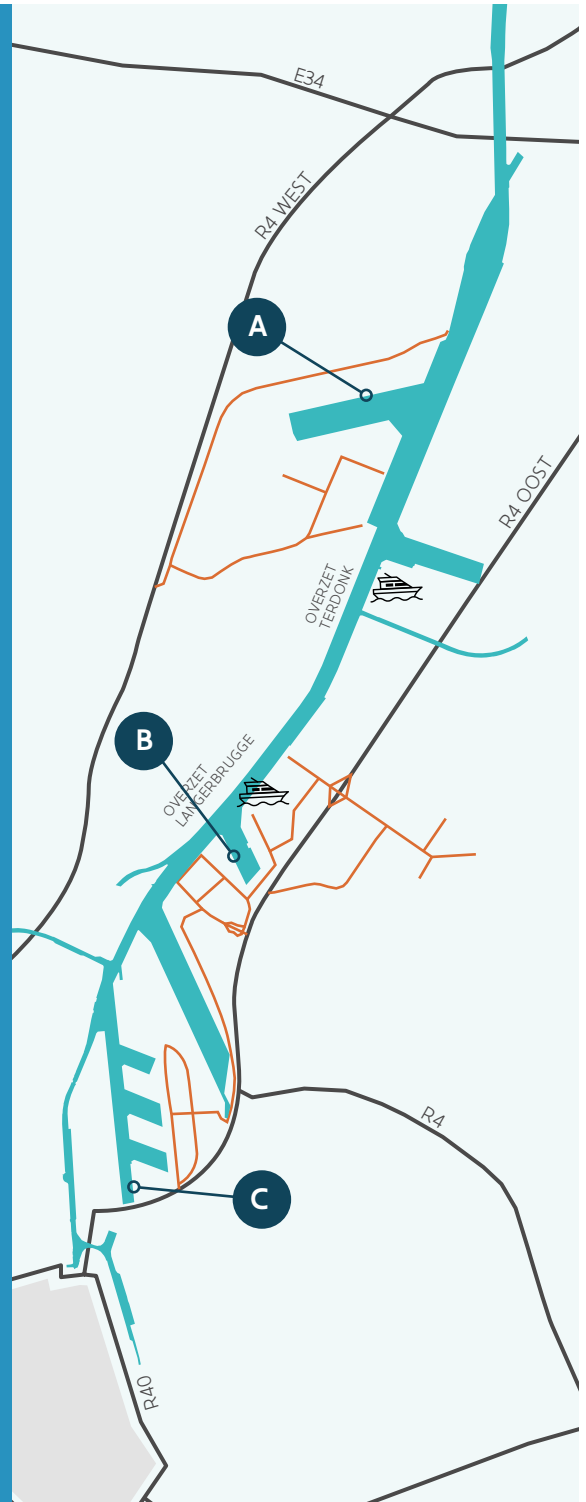 E34
R4 WEST
A
R4 OOST
OVERZET
TERDONK
B
OVERZET
LANGERBRUGGE
R4
C
R40